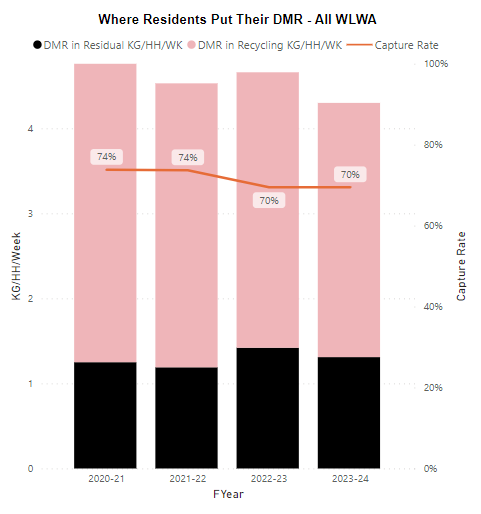 Where Residents Put Their DMR - All WLWA
DMR in Residual KG/HH/WK DMR in Recycling KG/HH/WK Capture Rate
100%
4
80%
74%
74%
70%
70%
3
60%
KG/HH/Week
Capture Rate
2
40%
1
20%
0
0%
2020-21 2021-22 2022-23 2023-24
FYear